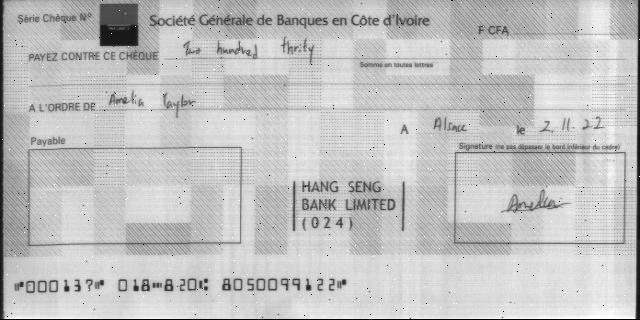 Série Chèque N° Société Générale de Banques en Côte d'Ivoire
F CFA
PAYEZ CONTRE CE CHÈQUE Two hundred thrity
Somme en toutes lettres
A L'ORDRE DE Amelia Taylor
A Alsace le 2.11.22
Payable
Signature (ne pas dépasser le bord inférieur du cadre)
HANG SENG
BANK LIMITED
(024)
Amelia
⑈000137⑈ 018⑉820⑆ 8050099122⑈